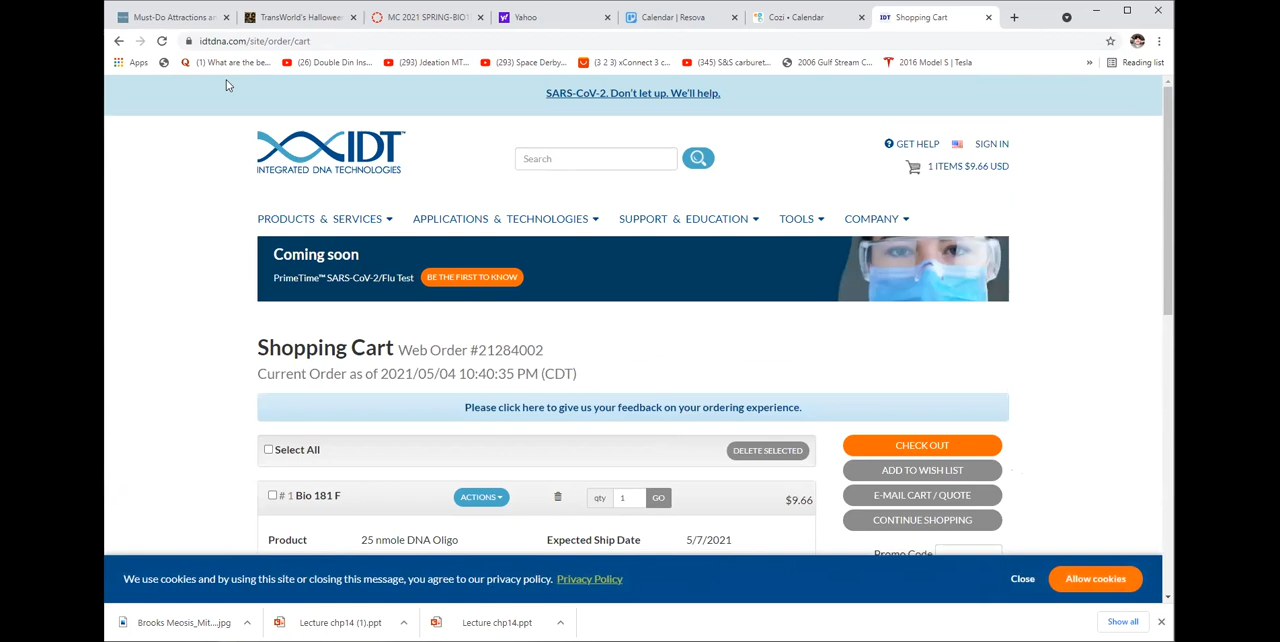 Must-Do Attractions an
TransWorld's Hallowee
MC 2021 SPRING-BIO1
Yahoo
Calendar | Resova
Cozi • Calendar
IDT Shopping Cart
idtdna.com/site/order/cart
Apps
(1) What are the be...
(26) Double Din Ins...
(293) Jdeation MT...
(293) Space Derby...
(3 2 3) xConnect 3 c...
(345) S&S carburet...
2006 Gulf Stream C...
2016 Model S | Tesla
»
Reading list
SARS-CoV-2. Don't let up. We'll help.
IDT™
INTEGRATED DNA TECHNOLOGIES
Search
GET HELP SIGN IN
1 ITEMS $9.66 USD
PRODUCTS & SERVICES APPLICATIONS & TECHNOLOGIES SUPPORT & EDUCATION TOOLS COMPANY
Coming soon
PrimeTime™ SARS-CoV-2/Flu Test BE THE FIRST TO KNOW
Shopping Cart Web Order #21284002
Current Order as of 2021/05/04 10:40:35 PM (CDT)
Please click here to give us your feedback on your ordering experience.
Select All DELETE SELECTED
CHECK OUT
ADD TO WISH LIST
E-MAIL CART / QUOTE
CONTINUE SHOPPING
Promo Code
# 1 Bio 181 F ACTIONS qty 1 GO $9.66
Product 25 nmole DNA Oligo Expected Ship Date 5/7/2021
We use cookies and by using this site or closing this message, you agree to our privacy policy. Privacy Policy Close Allow cookies
Brooks Meosis_Mit....jpg
Lecture chp14 (1).ppt
Lecture chp14.ppt
Show all